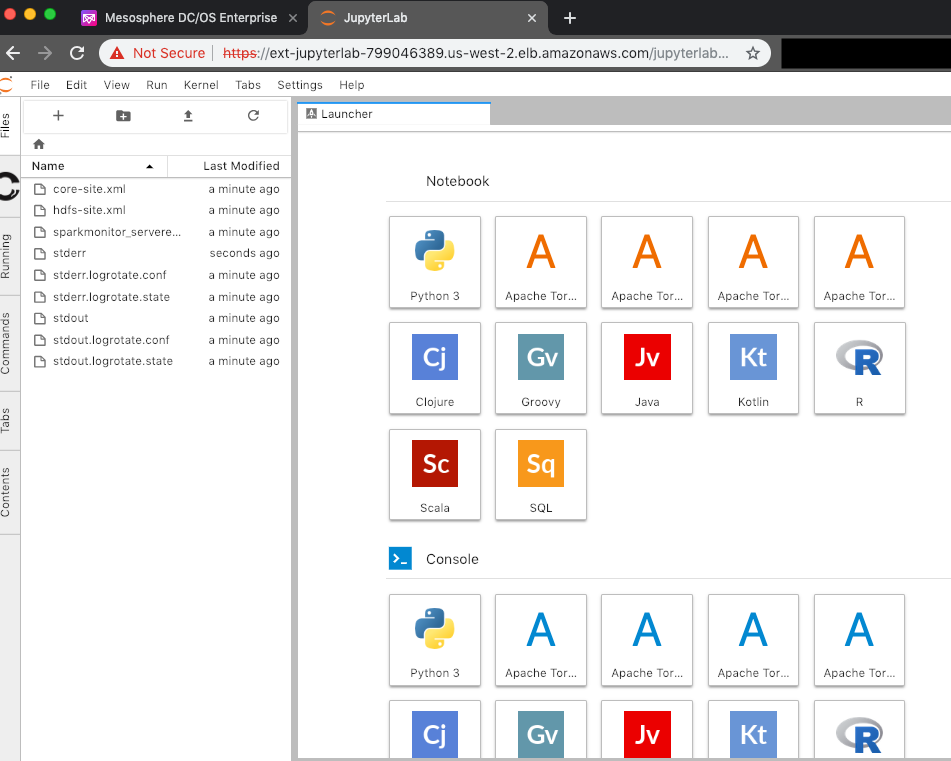 Mesosphere DC/OS Enterprise
JupyterLab
Not Secure https://ext-jupyterlab-799046389.us-west-2.elb.amazonaws.com/jupyterlab...
File Edit View Run Kernel Tabs Settings Help
Files
Running
Commands
Tabs
Contents
Name Last Modified
core-site.xml a minute ago
hdfs-site.xml a minute ago
sparkmonitor_servere... a minute ago
stderr seconds ago
stderr.logrotate.conf a minute ago
stderr.logrotate.state a minute ago
stdout a minute ago
stdout.logrotate.conf a minute ago
stdout.logrotate.state a minute ago
Launcher
Notebook
A A A A
Python 3 Apache Tor... Apache Tor... Apache Tor... Apache Tor...
Cj Gv Jv Kt R
Clojure Groovy Java Kotlin R
Sc Sq
Scala SQL
>_ Console
A A A A
Python 3 Apache Tor... Apache Tor... Apache Tor... Apache Tor...
Cj Gv Jv Kt R